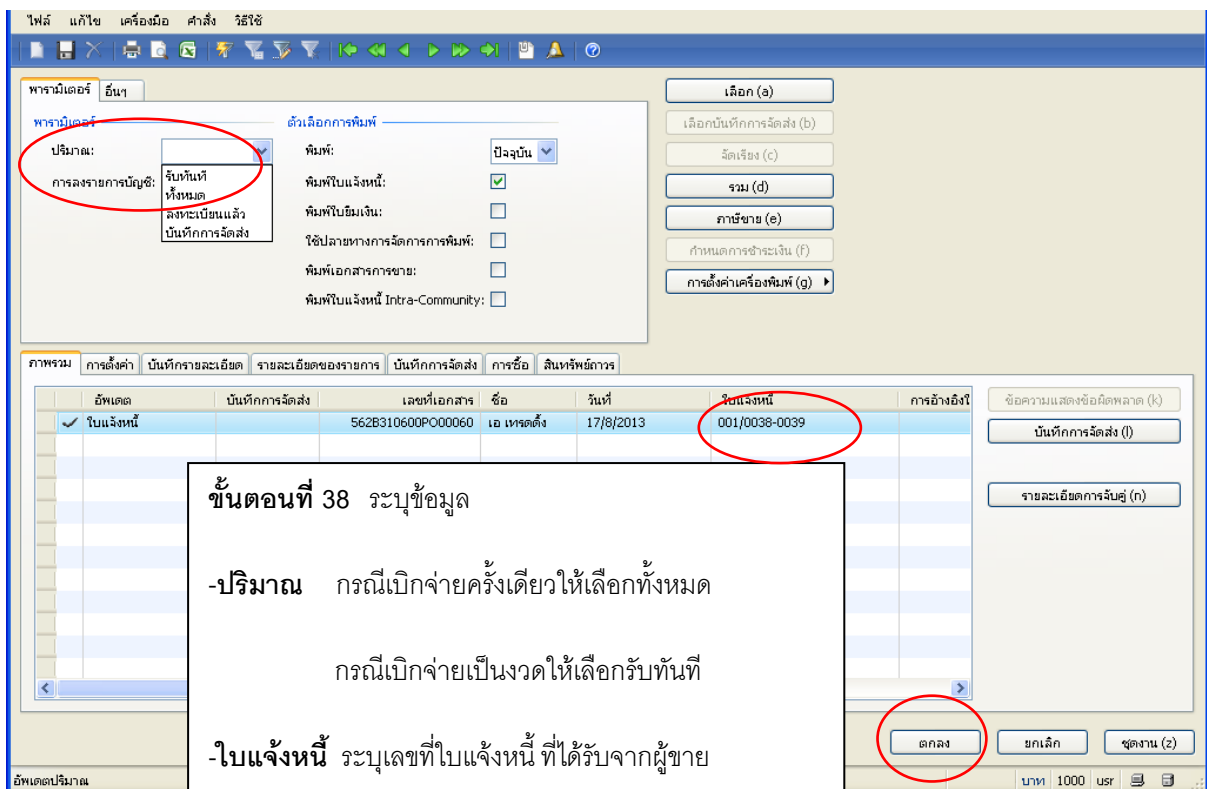 ไฟล์ แก้ไข เครื่องมือ คำสั่ง วิธีใช้
พารามิเตอร์ อื่นๆ
พารามิเตอร์
ปริมาณ:
การลงรายการบัญชี:
รับทันที
ทั้งหมด
ลงทะเบียนแล้ว
บันทึกการจัดส่ง
ตัวเลือกการพิมพ์
พิมพ์: ปัจจุบัน
พิมพ์ใบแจ้งหนี้:
พิมพ์ใบยืมเงิน:
ใช้ปลายทางการจัดการการพิมพ์:
พิมพ์เอกสารการขาย:
พิมพ์ใบแจ้งหนี้ Intra-Community:
เลือก (a)
เลือกบันทึกการจัดส่ง (b)
จัดเรียง (c)
รวม (d)
ภาษีขาย (e)
กำหนดการชำระเงิน (f)
การตั้งค่าเครื่องพิมพ์ (g)
ภาพรวม การตั้งค่า บันทึกรายละเอียด รายละเอียดของรายการ บันทึกการจัดส่ง การซื้อ สินทรัพย์ถาวร
อัพเดต บันทึกการจัดส่ง เลขที่เอกสาร ชื่อ วันที่ ใบแจ้งหนี้ การอ้างอิงใ
ใบแจ้งหนี้ 562B310600PO00060 เอ เทรดดิ้ง 17/8/2013 001/0038-0039
ข้อความแสดงข้อผิดพลาด (k)
บันทึกการจัดส่ง (l)
รายละเอียดการจับคู่ (n)
ขั้นตอนที่ 38 ระบุข้อมูล
-ปริมาณ กรณีเบิกจ่ายครั้งเดียวให้เลือกทั้งหมด
กรณีเบิกจ่ายเป็นงวดให้เลือกรับทันที
-ใบแจ้งหนี้ ระบุเลขที่ใบแจ้งหนี้ ที่ได้รับจากผู้ขาย
ตกลง ยกเลิก ชุดงาน (z)
อัพเดตปริมาณ บาท 1000 usr